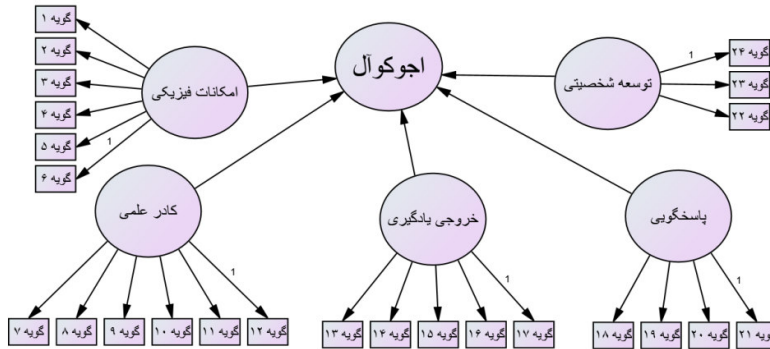 اجوکوآل
امکانات فیزیکی
گویه ۱
گویه ۲
گویه ۳
گویه ۴
گویه ۵
گویه ۶
1
توسعه شخصیتی
گویه ۲۴
گویه ۲۳
گویه ۲۲
1
کادر علمی
گویه ۷
گویه ۸
گویه ۹
گویه ۱۰
گویه ۱۱
گویه ۱۲
1
خروجی یادگیری
گویه ۱۳
گویه ۱۴
گویه ۱۵
گویه ۱۶
گویه ۱۷
1
پاسخگویی
گویه ۱۸
گویه ۱۹
گویه ۲۰
گویه ۲۱
1